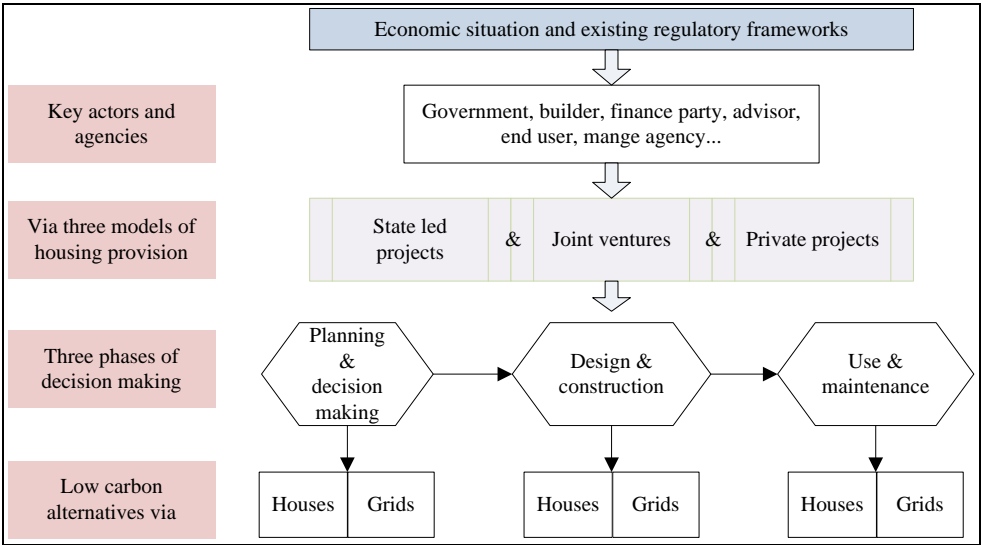 Economic situation and existing regulatory frameworks
Key actors and
agencies
Government, builder, finance party, advisor,
end user, mange agency...
Via three models of
housing provision
State led
projects
&
Joint ventures
&
Private projects
Three phases of
decision making
Planning
&
decision
making
Design &
construction
Use &
maintenance
Low carbon
alternatives via
Houses
Grids
Houses
Grids
Houses
Grids